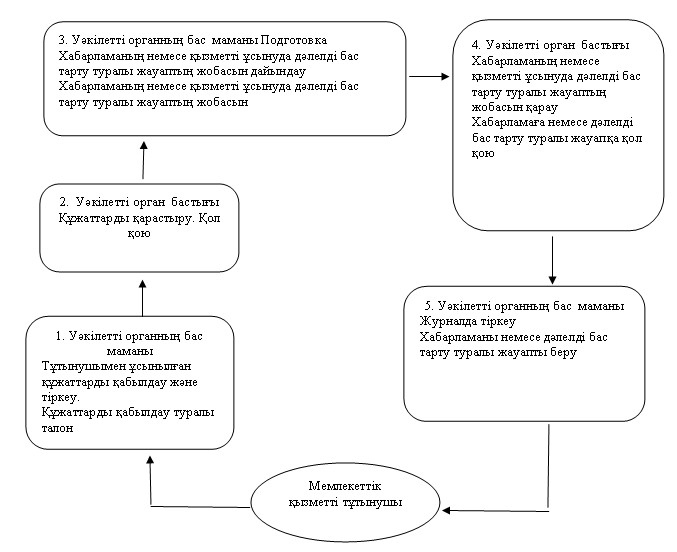 3. Уәкілетті органның бас маманы Подготовка
Хабарламаның немесе қызметті ұсынуда дәлелді бас
тарту туралы жауаптың жобасын дайындау
Хабарламаның немесе қызметті ұсынуда дәлелді бас
тарту туралы жауаптың жобасын
4. Уәкілетті орган бастығы
Хабарламаның немесе
қызметті ұсынуда дәлелді бас
тарту туралы жауаптың
жобасын қарау
Хабарламаға немесе дәлелді
бас тарту туралы жауапқа қол
қою
2. Уәкілетті орган бастығы
Құжаттарды қарастыру. Қол
қою
1. Уәкілетті органның бас
маманы
Тұтынушымен ұсынылған
құжаттарды қабылдау және
тіркеу.
Құжаттарды қабылдау туралы
талон
5. Уәкілетті органның бас маманы
Журналда тіркеу
Хабарламаны немесе дәлелді бас
тарту туралы жауапты беру
Мемлекеттік
қызметті тұтынушы